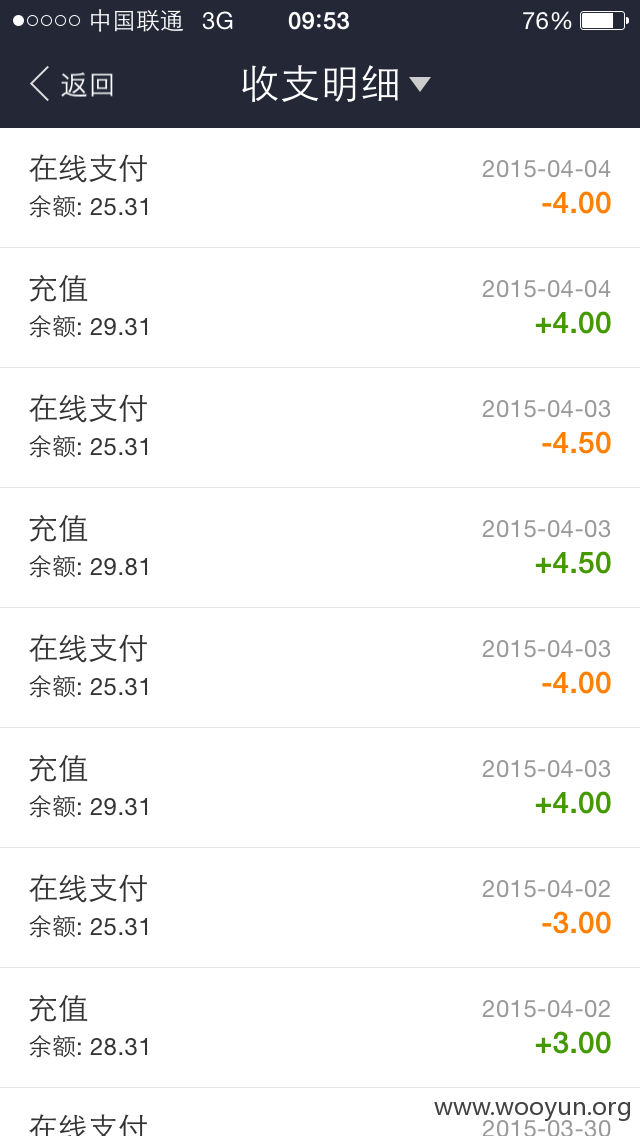 中国联通 3G 09:53 76%
返回 收支明细
在线支付 2015-04-04
余额: 25.31 -4.00
充值 2015-04-04
余额: 29.31 +4.00
在线支付 2015-04-03
余额: 25.31 -4.50
充值 2015-04-03
余额: 29.81 +4.50
在线支付 2015-04-03
余额: 25.31 -4.00
充值 2015-04-03
余额: 29.31 +4.00
在线支付 2015-04-02
余额: 25.31 -3.00
充值 2015-04-02
余额: 28.31 +3.00
www.wooyun.org
在线支付 2015-03-30